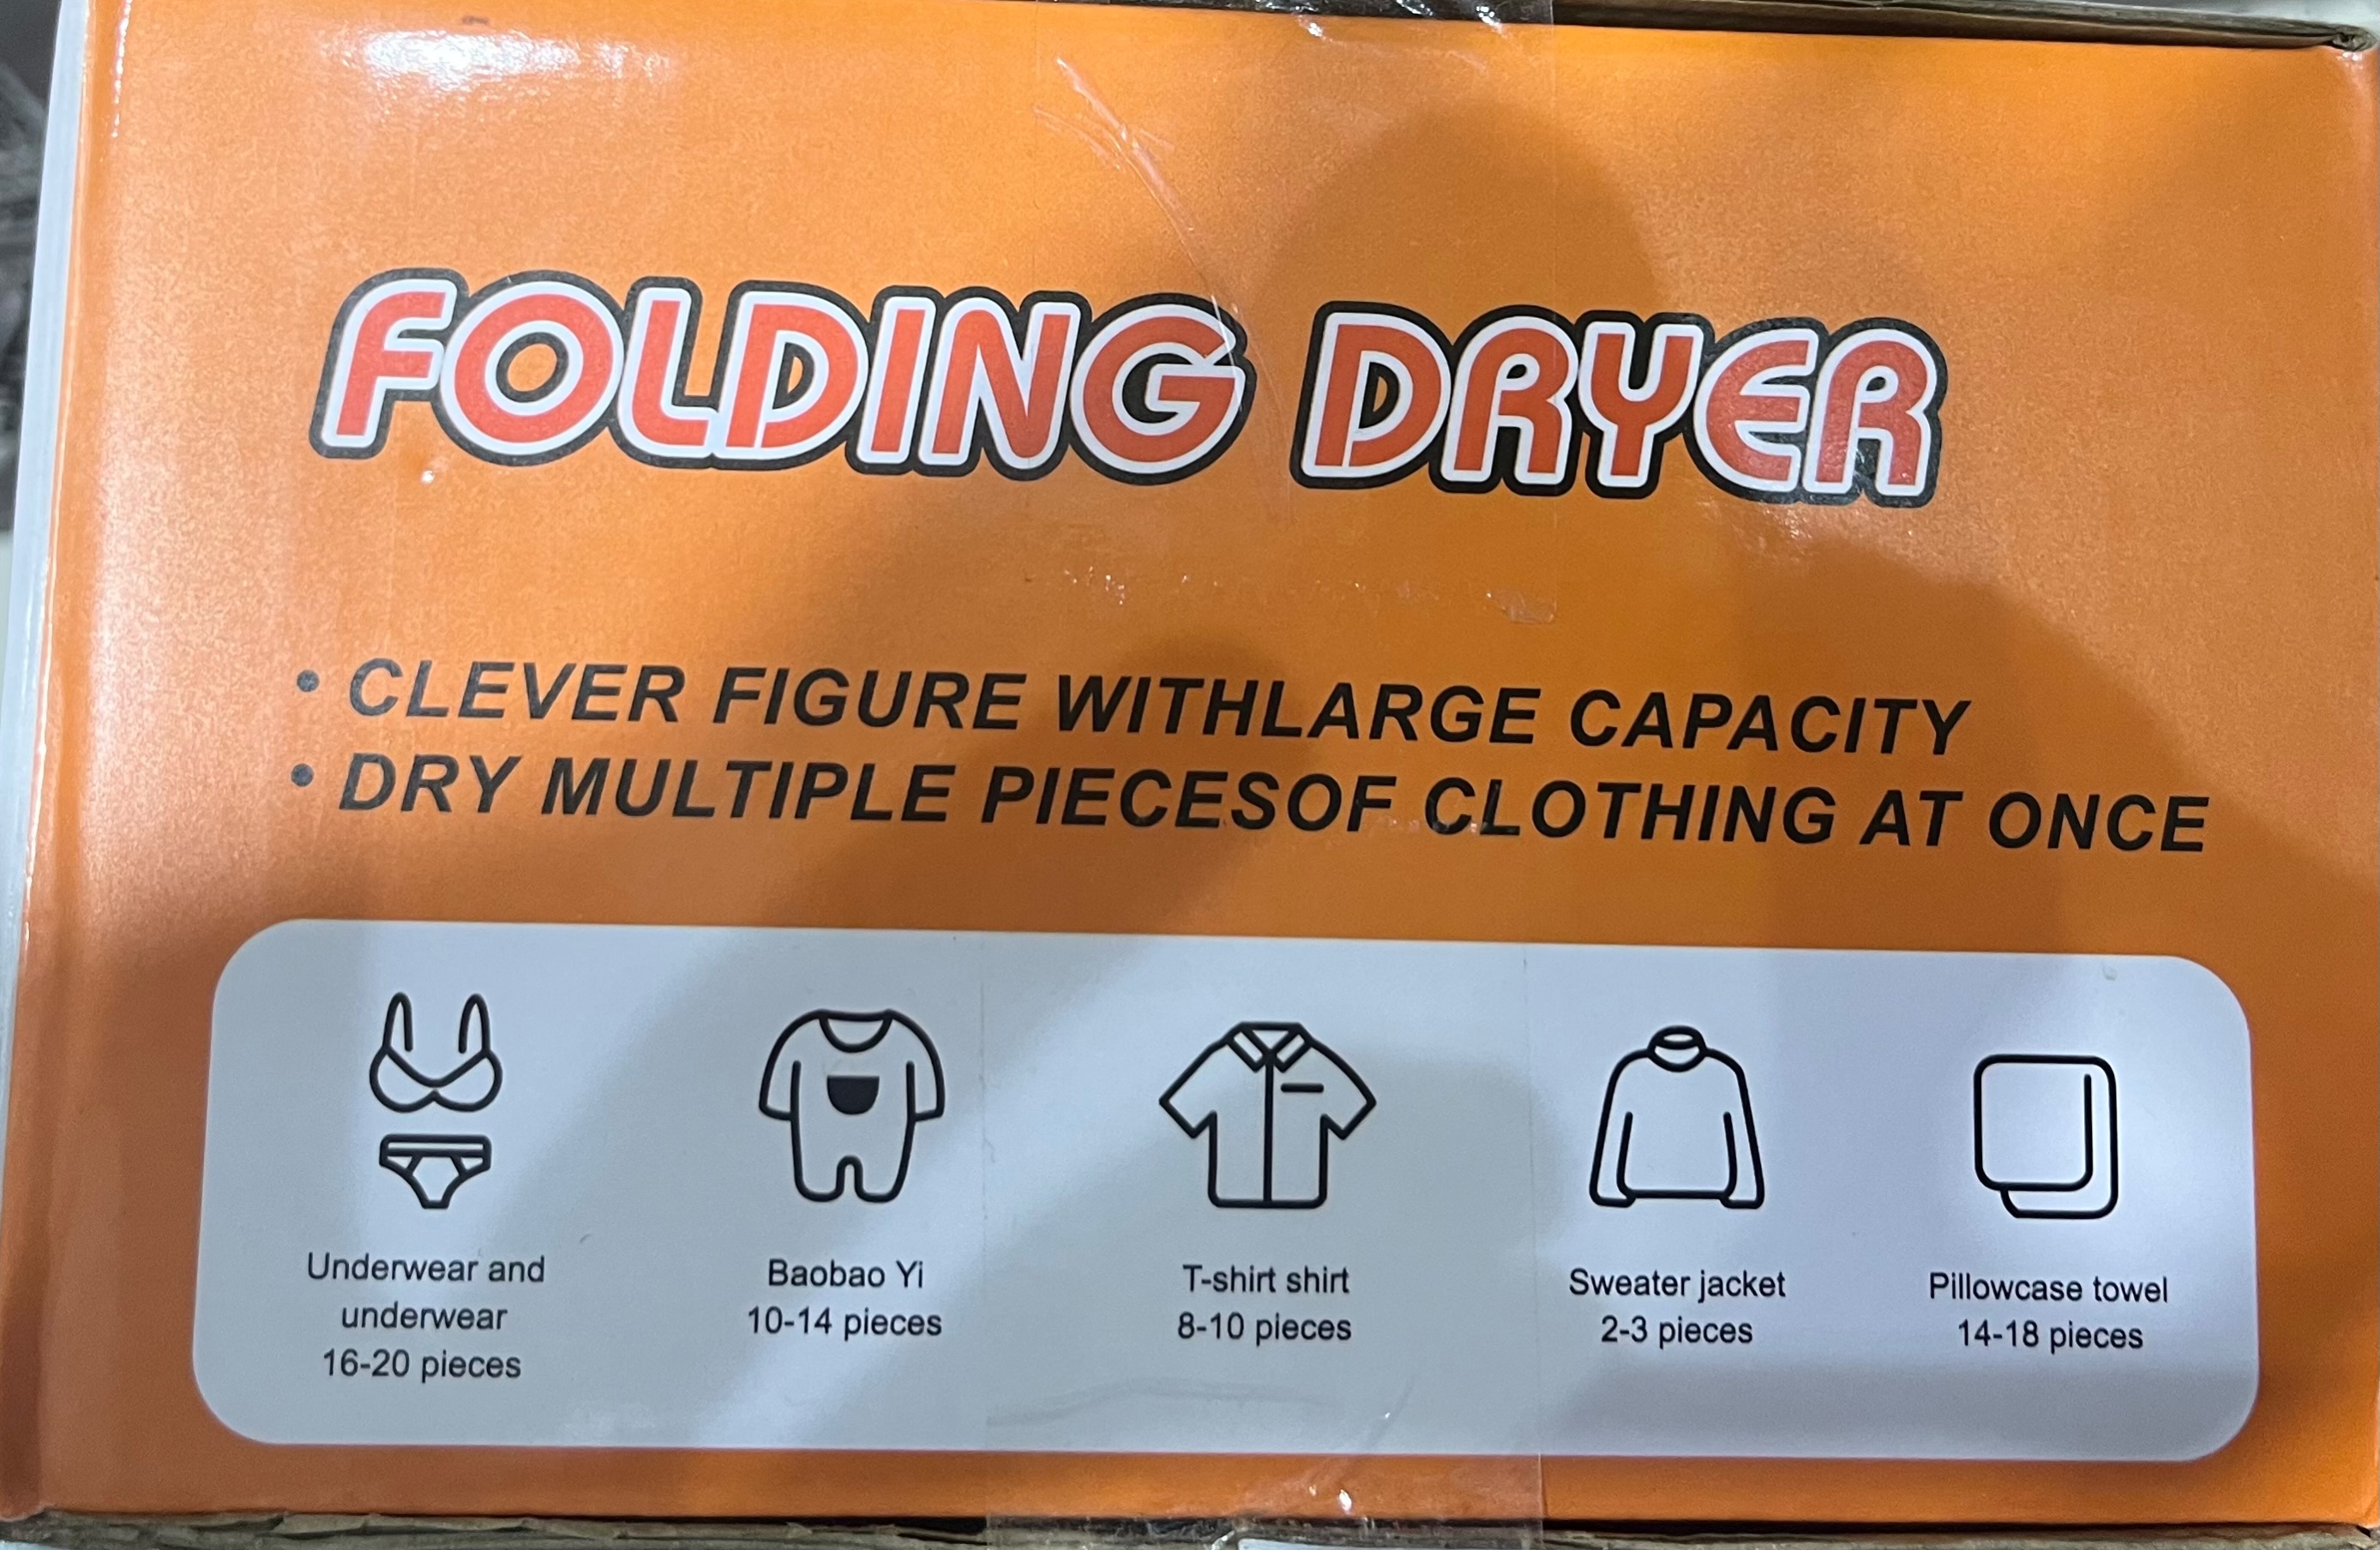 FOLDING DRYER
• CLEVER FIGURE WITHLARGE CAPACITY
• DRY MULTIPLE PIECESOF CLOTHING AT ONCE
Underwear and
underwear
16-20 pieces
Baobao Yi
10-14 pieces
T-shirt shirt
8-10 pieces
Sweater jacket
2-3 pieces
Pillowcase towel
14-18 pieces